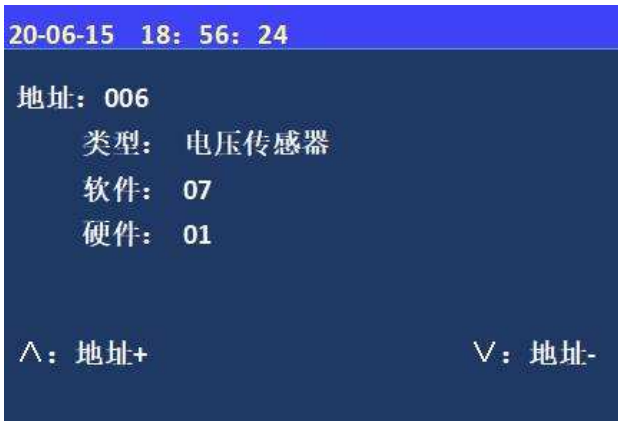 20-06-15 18：56：24
地址：006
类型： 电压传感器
软件： 07
硬件： 01
∧：地址+ ∨：地址-